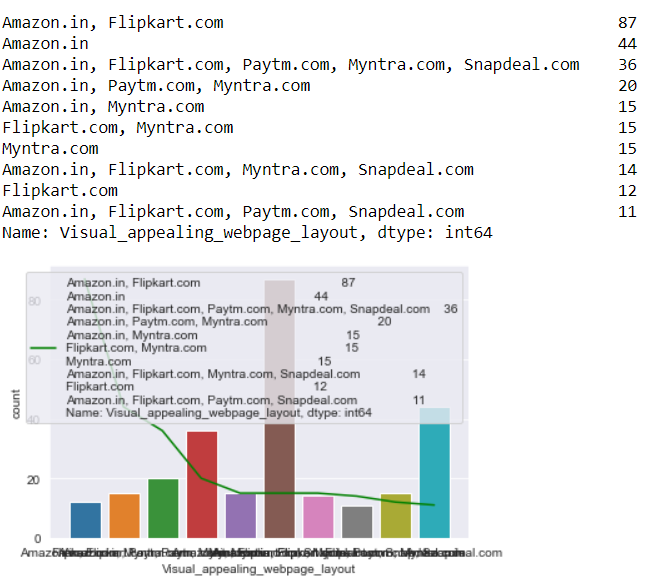 Amazon.in, Flipkart.com 87
Amazon.in 44
Amazon.in, Flipkart.com, Paytm.com, Myntra.com, Snapdeal.com 36
Amazon.in, Paytm.com, Myntra.com 20
Amazon.in, Myntra.com 15
Flipkart.com, Myntra.com 15
Myntra.com 15
Amazon.in, Flipkart.com, Myntra.com, Snapdeal.com 14
Flipkart.com 12
Amazon.in, Flipkart.com, Paytm.com, Snapdeal.com 11
Name: Visual_appealing_webpage_layout, dtype: int64
Amazon.in, Flipkart.com 87
Amazon.in 44
Amazon.in, Flipkart.com, Paytm.com, Myntra.com, Snapdeal.com 36
Amazon.in, Paytm.com, Myntra.com 20
Amazon.in, Myntra.com 15
Flipkart.com, Myntra.com 15
Myntra.com 15
Amazon.in, Flipkart.com, Myntra.com, Snapdeal.com 14
Flipkart.com 12
Amazon.in, Flipkart.com, Paytm.com, Snapdeal.com 11
Name: Visual_appealing_webpage_layout, dtype: int64
80
60
40
20
0
count
Visual_appealing_webpage_layout